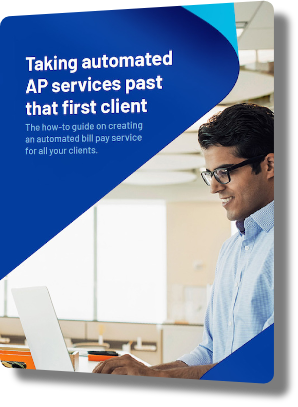 Taking automated
AP services past
that first client
The how-to guide on creating
an automated bill pay service
for all your clients.